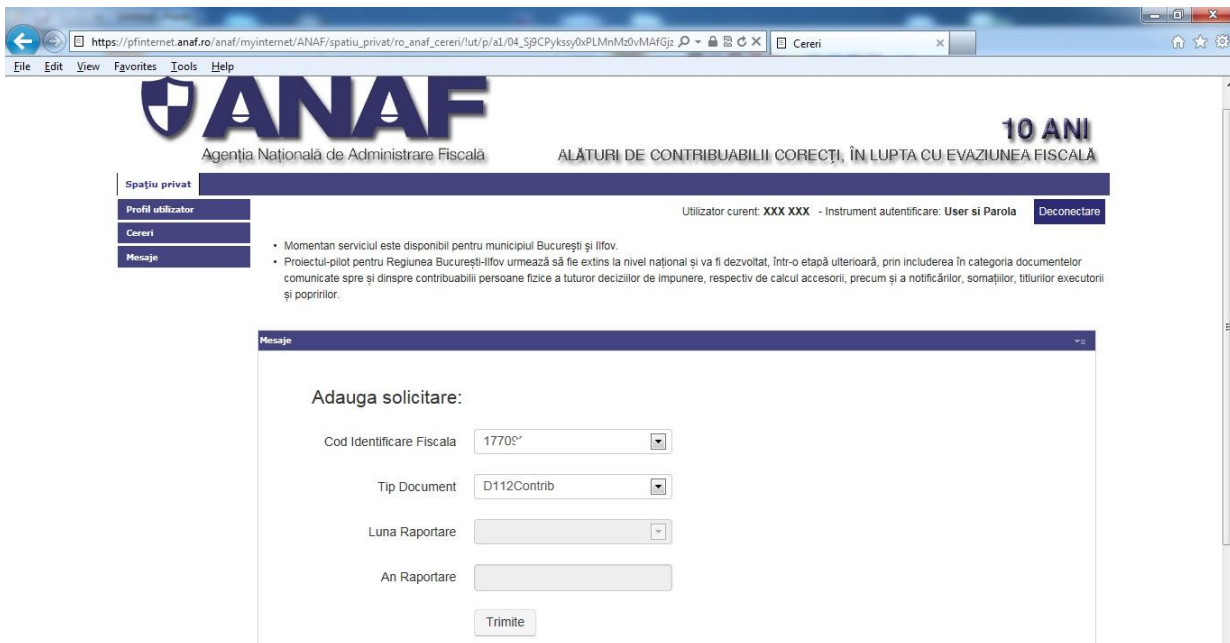 https://pfinternet.anaf.ro/anaf/myinternet/ANAF/spatiu_privat/ro_anaf_cereri/!ut/p/a1/04_Sj9CPykssy0xPLMnMz0vMAfGjz
Cereri
File Edit View Favorites Tools Help
ANAF
Agenția Națională de Administrare Fiscală
10 ANI
ALĂTURI DE CONTRIBUABILII CORECȚI, ÎN LUPTA CU EVAZIUNEA FISCALĂ
Spațiu privat
Profil utilizator
Utilizator curent: XXX XXX - Instrument autentificare: User si Parola
Deconectare
Cereri
Mesaje
• Momentan serviciul este disponibil pentru municipiul București și Ilfov.
• Proiectul-pilot pentru Regiunea București-Ilfov urmează să fie extins la nivel național și va fi dezvoltat, într-o etapă ulterioară, prin includerea în categoria documentelor
comunicate spre și dinspre contribuabilii persoane fizice a tuturor deciziilor de impunere, respectiv de calcul accesorii, precum și a notificărilor, somațiilor, titlurilor executorii
și popririlor.
Mesaje
Adauga solicitare:
Cod Identificare Fiscala
Tip Document D112Contrib
Luna Raportare
An Raportare
Trimite